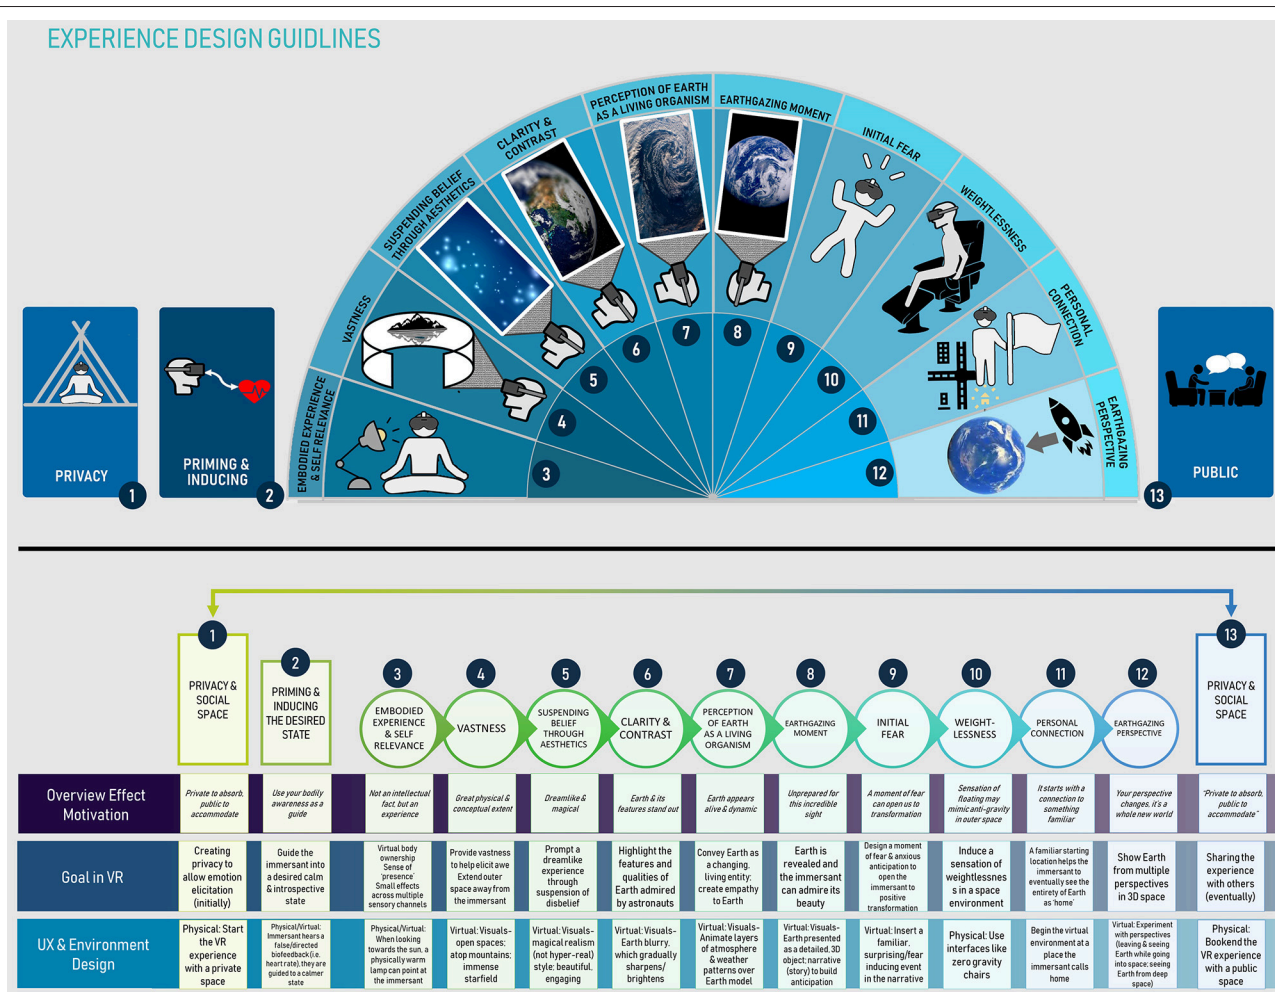 EXPERIENCE DESIGN GUIDLINES
PRIVACY
1
PRIMING &
INDUCING
2
EMBODIED EXPERIENCE
& SELF RELEVANCE
3
VASTNESS
4
SUSPENDING BELIEF
THROUGH AESTHETICS
5
CLARITY &
CONTRAST
6
PERCEPTION OF EARTH
AS A LIVING ORGANISM
7
EARTHGAZING MOMENT
8
INITIAL FEAR
9
WEIGHTLESSNESS
10
PERSONAL
CONNECTION
11
EARTHGAZING
PERSPECTIVE
12
PUBLIC
13
1
PRIVACY &
SOCIAL
SPACE
2
PRIMING &
INDUCING
THE DESIRED
STATE
3
EMBODIED
EXPERIENCE
& SELF
RELEVANCE
4
VASTNESS
5
SUSPENDING
BELIEF
THROUGH
AESTHETICS
6
CLARITY &
CONTRAST
7
PERCEPTION
OF EARTH
AS A LIVING
ORGANISM
8
EARTHGAZING
MOMENT
9
INITIAL
FEAR
10
WEIGHT-
LESSNESS
11
PERSONAL
CONNECTION
12
EARTHGAZING
PERSPECTIVE
13
PRIVACY &
SOCIAL
SPACE
Overview Effect
Motivation
Private to absorb,
public to
accommodate
Use your bodily
awareness as a
guide
Not an intellectual
fact, but an
experience
Great physical &
conceptual extent
Dreamlike &
magical
Earth & its
features stand out
Earth appears
alive & dynamic
Unprepared for
this incredible
sight
A moment of fear
can open us to
transformation
Sensation of
floating may
mimic anti-gravity
in outer space
It starts with a
connection to
something
familiar
Your perspective
changes, it's a
whole new world
"Private to absorb,
public to
accommodate"
Goal in VR
Creating
privacy to
allow emotion
elicitation
(initially)
Guide the
immersant into
a desired calm
& introspective
state
Virtual body
ownership
Sense of
'presence'
Small effects
across multiple
sensory channels
Provide vastness
to help elicit awe
Extend outer
space away from
the immersant
Prompt a
dreamlike
experience
through
suspension of
disbelief
Highlight the
features and
qualities of
Earth admired
by astronauts
Convey Earth as
a changing,
living entity;
create empathy
to Earth
Earth is
revealed and
the immersant
can admire its
beauty
Design a moment
of fear & anxious
anticipation to
open the
immersant to
positive
transformation
Induce a
sensation of
weightlessnes
s in a space
environment
A familiar starting
location helps the
immersant to
eventually see the
entirety of Earth
as 'home'
Show Earth
from multiple
perspectives
in 3D space
Sharing the
experience
with others
(eventually)
UX & Environment
Design
Physical: Start
the VR
experience
with a private
space
Physical/Virtual:
Immersant hears a
false/directed
biofeedback (i.e.
heart rate), they are
guided to a calmer
state
Physical/Virtual:
When looking
towards the sun, a
physically warm
lamp can point at
the immersant
Virtual: Visuals-
open spaces;
atop mountains;
immense
starfield
Virtual: Visuals-
magical realism
(not hyper-real)
style; beautiful,
engaging
Virtual: Visuals-
Earth blurry,
which gradually
sharpens/
brightens
Virtual: Visuals-
Animate layers
of atmosphere
& weather
patterns over
Earth model
Virtual: Visuals-
Earth presented
as a detailed, 3D
object; narrative
(story) to build
anticipation
Virtual: Insert a
familiar,
surprising/fear
inducing event
in the narrative
Physical: Use
interfaces like
zero gravity
chairs
Begin the virtual
environment at a
place the
immersant calls
home
Virtual: Experiment
with perspectives
(leaving & seeing
Earth while going
into space; seeing
Earth from deep
space)
Physical:
Bookend the
VR experience
with a public
space